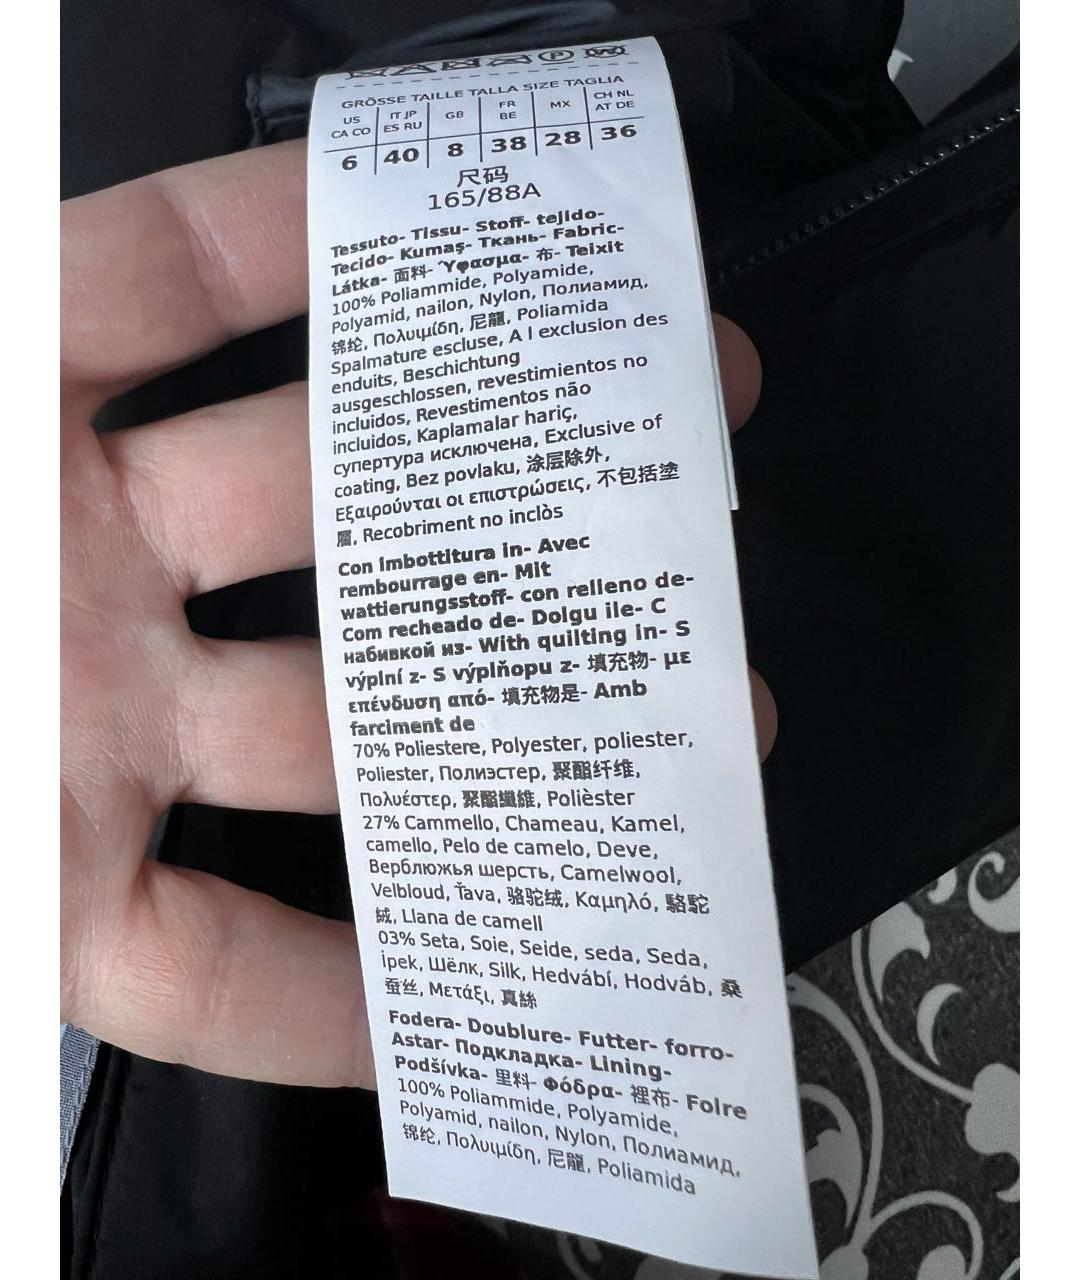 P
GRÖSSE TAILLE TALLA SIZE TAGLIA
US CA CO IT JP ES RU GB FR BE MX CH NL AT DE
6 40 8 38 28 36
尺码
165/88A
Tessuto- Tissu- Stoff- tejido-
Tecido- Kumaş- Ткань- Fabric-
Látka- 面料- Ύφασμα- 布- Teixit
100% Poliammide, Polyamide,
Polyamid, nailon, Nylon, Полиамид,
锦纶, Πολυιμίδη, 尼龍, Poliamida
Spalmature escluse, A l exclusion des
enduits, Beschichtung
ausgeschlossen, revestimientos no
incluidos, Revestimentos não
incluidos, Kaplamalar hariç,
супертура исключена, Exclusive of
coating, Bez povlaku, 涂层除外,
Εξαιρούνται οι επιστρώσεις, 不包括塗
層, Recobriment no inclòs
Con imbottitura in- Avec
rembourrage en- Mit
wattierungsstoff- con relleno de-
Com recheado de- Dolgu ile- C
набивкой из- With quilting in- S
výplní z- S výplňopu z- 填充物- με
επένδυση από- 填充物是- Amb
farciment de
70% Poliestere, Polyester, poliester,
Poliester, Полиэстер, 聚酯纤维,
Πολυέστερ, 聚酯纖維, Polièster
27% Cammello, Chameau, Kamel,
camello, Pelo de camelo, Deve,
Верблюжья шерсть, Camelwool,
Velbloud, Ťava, 骆驼绒, Καμηλό, 駱駝
絨, Llana de camell
03% Seta, Soie, Seide, seda, Seda,
İpek, Шёлк, Silk, Hedvábí, Hodváb, 桑
蚕丝, Μετάξι, 真絲
Fodera- Doublure- Futter- forro-
Astar- Подкладка- Lining-
Podšívka- 里料- Φόδρα- 裡布- Folre
100% Poliammide, Polyamide,
Polyamid, nailon, Nylon, Полиамид,
锦纶, Πολυιμίδη, 尼龍, Poliamida